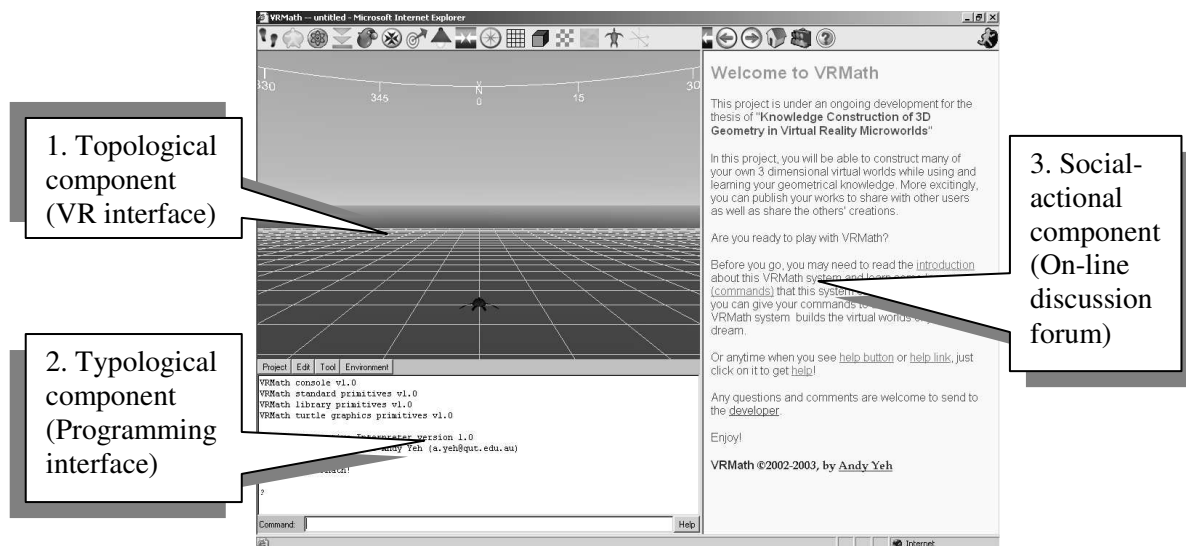 VRMath -- untitled - Microsoft Internet Explorer
330
345
N
0
15
30
1. Topological
component
(VR interface)
2. Typological
component
(Programming
interface)
Project Edit Tool Environment
VRMath console v1.0
VRMath standard primitives v1.0
VRMath library primitives v1.0
VRMath turtle graphics primitives v1.0
Interpreter version 1.0
Andy Yeh (a.yeh@qut.edu.au)
?
Command:
Help
Welcome to VRMath
This project is under an ongoing development for the
thesis of "Knowledge Construction of 3D
Geometry in Virtual Reality Microworlds"
In this project, you will be able to construct many of
your own 3 dimensional virtual worlds while using and
learning your geometrical knowledge. More excitingly,
you can publish your works to share with other users
as well as share the others' creations.
Are you ready to play with VRMath?
Before you go, you may need to read the introduction
about this VRMath system and learn
(commands) that this system
you can give your commands to
VRMath system builds the virtual worlds
dream.
Or anytime when you see help button or help link, just
click on it to get help!
Any questions and comments are welcome to send to
the developer.
Enjoy!
VRMath ©2002-2003, by Andy Yeh
Internet
3. Social-
actional
component
(On-line
discussion
forum)